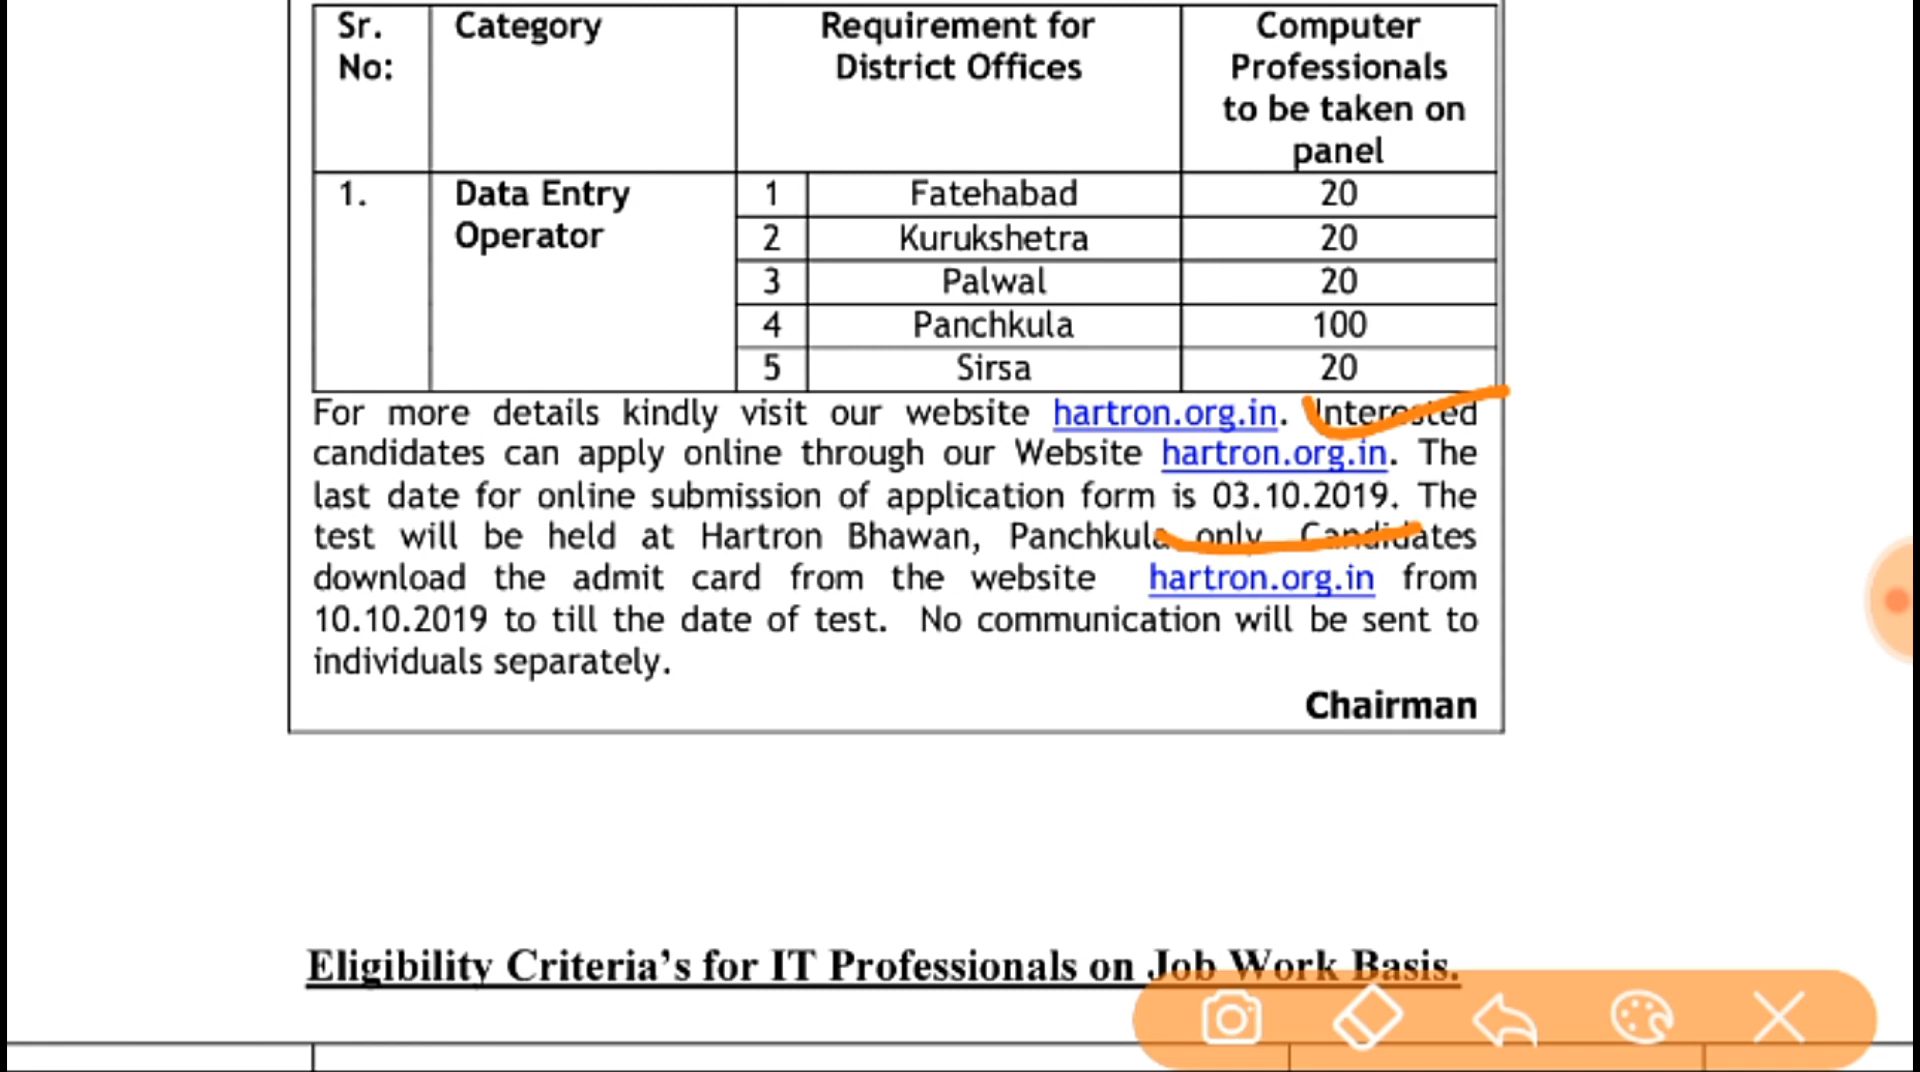 Sr. No: Category Requirement for District Offices Computer Professionals to be taken on panel
1. Data Entry Operator 1 Fatehabad 20
2 Kurukshetra 20
3 Palwal 20
4 Panchkula 100
5 Sirsa 20
For more details kindly visit our website hartron.org.in. Interested
candidates can apply online through our Website hartron.org.in. The
last date for online submission of application form is 03.10.2019. The
test will be held at Hartron Bhawan, Panchkula only. Candidates
download the admit card from the website hartron.org.in from
10.10.2019 to till the date of test. No communication will be sent to
individuals separately.
Chairman
Eligibility Criteria's for IT Professionals on Job Work Basis.